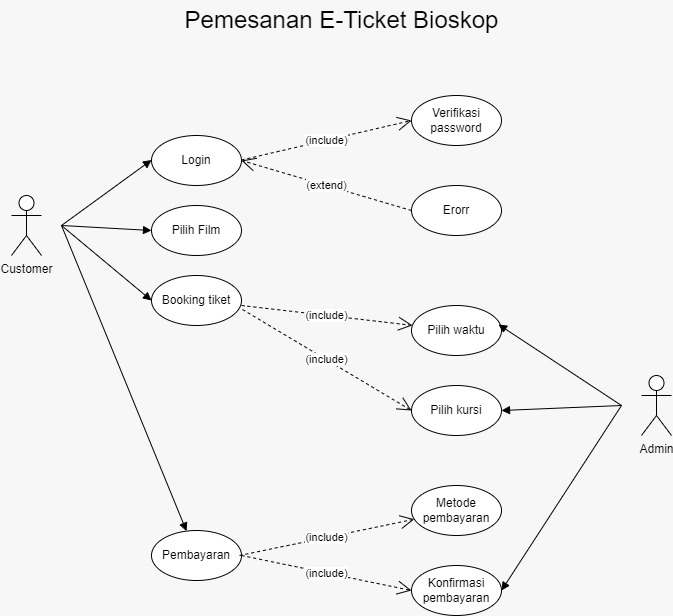 Pemesanan E-Ticket Bioskop
Verifikasi
password
(include)
Login
(extend)
Erorr
Pilih Film
Customer
Booking tiket
(include)
Pilih waktu
(include)
Pilih kursi
Admin
Metode
pembayaran
(include)
Pembayaran
(include)
Konfirmasi
pembayaran